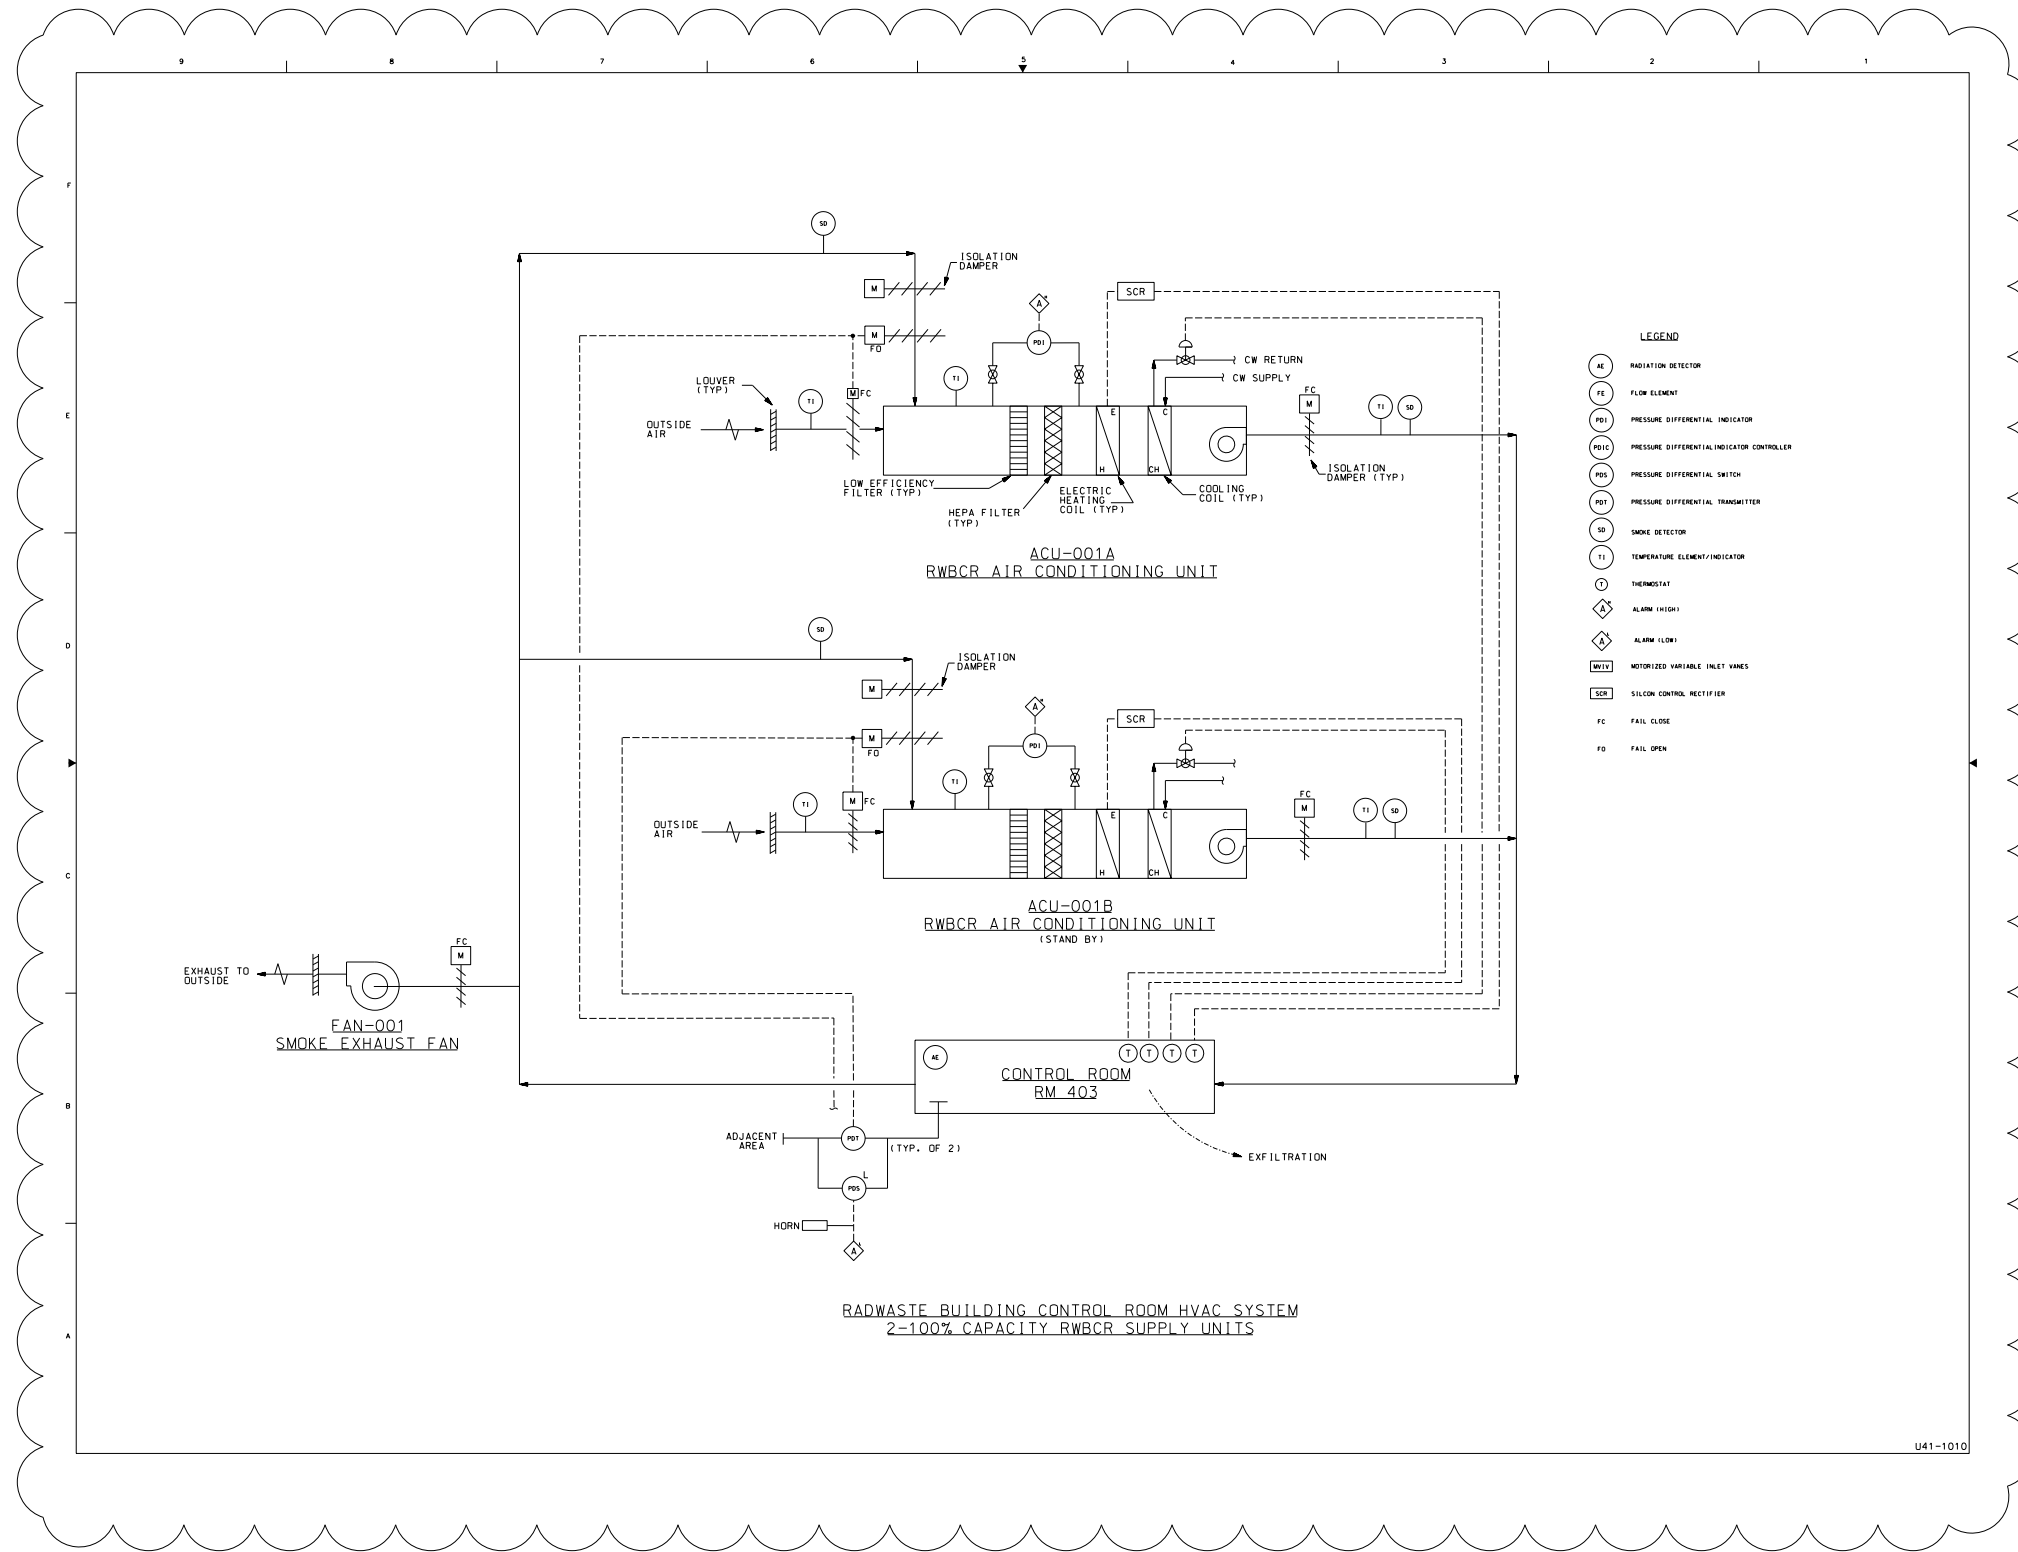 9 8 7 6 5 4 3 2 1
F
E
D
C
B
A
SD
ISOLATION
DAMPER
M
A H
SCR
M
FO
PDI
CW RETURN
CW SUPPLY
LOUVER
(TYP)
TI
M FC
TI
FC
M
TI
SD
OUTSIDE
AIR
E
C
H
CH
LOW EFFICIENCY
FILTER (TYP)
HEPA FILTER
(TYP)
ELECTRIC
HEATING
COIL (TYP)
COOLING
COIL (TYP)
ISOLATION
DAMPER (TYP)
ACU-001A
RWBCR AIR CONDITIONING UNIT
SD
ISOLATION
DAMPER
M
A H
SCR
M
FO
PDI
TI
M FC
TI
FC
M
TI
SD
OUTSIDE
AIR
E
C
H
CH
ACU-001B
RWBCR AIR CONDITIONING UNIT
(STAND BY)
FC
M
EXHAUST TO
OUTSIDE
FAN-001
SMOKE EXHAUST FAN
AE
T T T T
CONTROL ROOM
RM 403
ADJACENT
AREA
PDT
(TYP. OF 2)
EXFILTRATION
L
PDS
HORN
A L
LEGEND
AE RADIATION DETECTOR
FE FLOW ELEMENT
PDI PRESSURE DIFFERENTIAL INDICATOR
PDIC PRESSURE DIFFERENTIALINDICATOR CONTROLLER
PDS PRESSURE DIFFERENTIAL SWITCH
PDT PRESSURE DIFFERENTIAL TRANSMITTER
SD SMOKE DETECTOR
TI TEMPERATURE ELEMENT/INDICATOR
T THERMOSTAT
A H ALARM (HIGH)
A L ALARM (LOW)
MVIV MOTORIZED VARIABLE INLET VANES
SCR SILCON CONTROL RECTIFIER
FC FAIL CLOSE
FO FAIL OPEN
RADWASTE BUILDING CONTROL ROOM HVAC SYSTEM
2-100% CAPACITY RWBCR SUPPLY UNITS
U41-1010